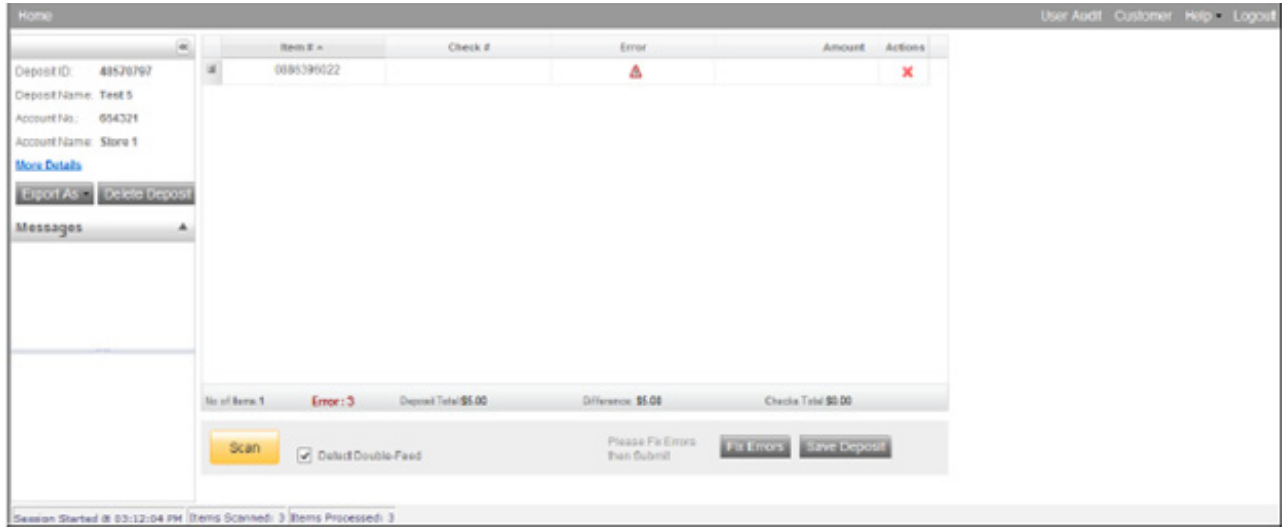 Home User Audit Customer Help Logout
Item # Check # Error Amount Actions
Deposit ID: 48570797
0886396022
Deposit Name: Test 5
Account No.: 654321
Account Name: Store 1
More Details
Export As Delete Deposit
Messages
No of Items 1 Error : 3 Deposit Total $5.00 Difference $5.00 Checks Total $0.00
Scan
Detect Double-Feed
Please Fix Errors
then Submit
Fix Errors Save Deposit
Session Started @ 03:12:04 PM Items Scanned: 3 Items Processed: 3